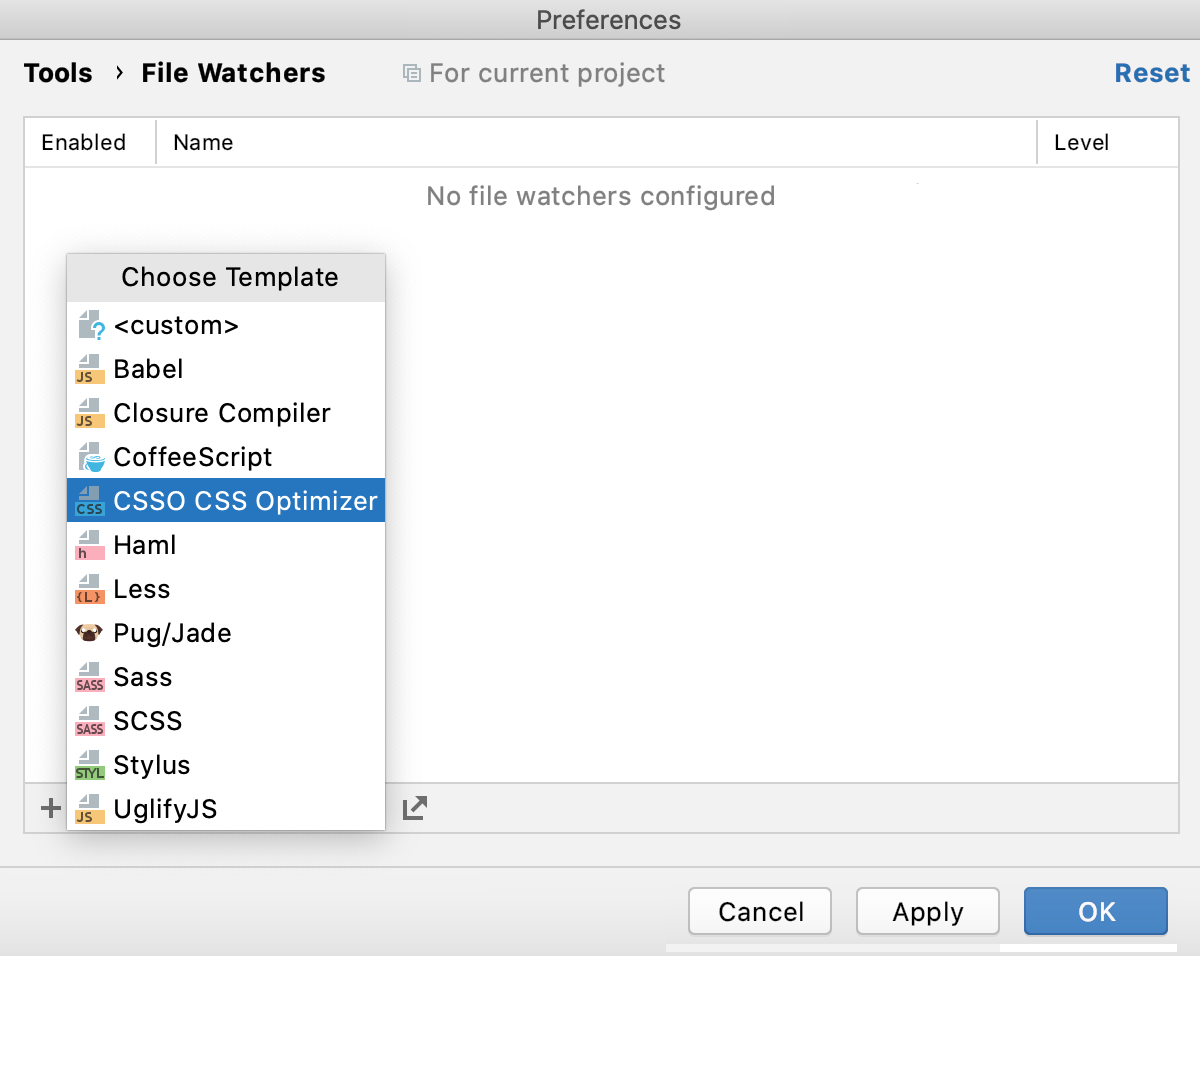 Preferences
Tools › File Watchers For current project Reset
Enabled Name Level
No file watchers configured
Choose Template
? <custom>
JS Babel
JS Closure Compiler
CoffeeScript
CSS CSSO CSS Optimizer
h Haml
{L} Less
Pug/Jade
SASS Sass
SASS SCSS
STYL Stylus
+ JS UglifyJS
Cancel Apply OK